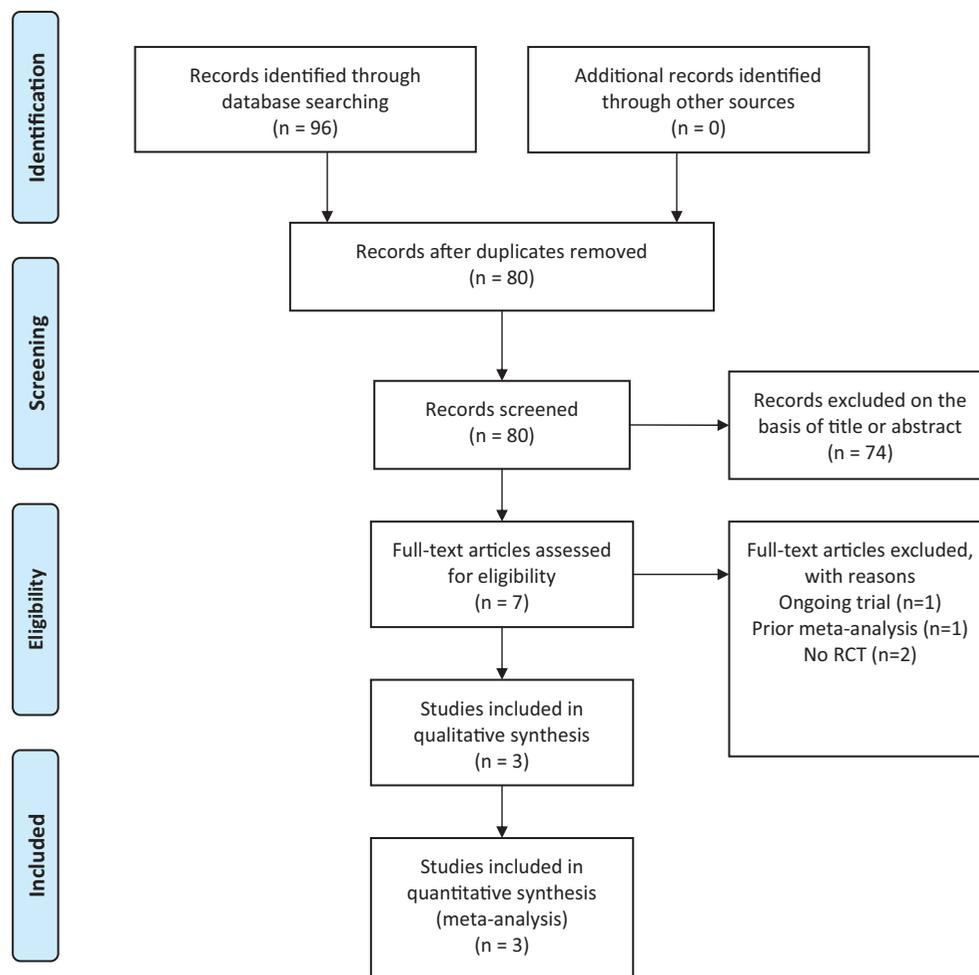 Identification
Records identified through
database searching
(n = 96)
Additional records identified
through other sources
(n = 0)
Records after duplicates removed
(n = 80)
Screening
Records screened
(n = 80)
Records excluded on the
basis of title or abstract
(n = 74)
Eligibility
Full-text articles assessed
for eligibility
(n = 7)
Full-text articles excluded,
with reasons
Ongoing trial (n=1)
Prior meta-analysis (n=1)
No RCT (n=2)
Studies included in
qualitative synthesis
(n = 3)
Included
Studies included in
quantitative synthesis
(meta-analysis)
(n = 3)